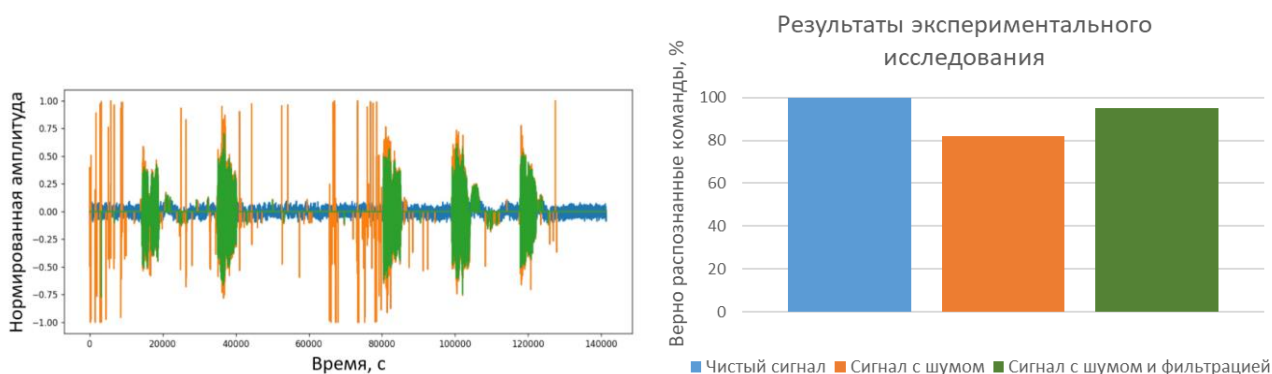 Нормированная амплитуда
1.00
0.75
0.50
0.25
0.00
−0.25
−0.50
−0.75
−1.00
0 20000 40000 60000 80000 100000 120000 140000
Время, с
Результаты экспериментального
исследования
Верно распознанные команды, %
100
80
60
40
20
0
Чистый сигнал Сигнал с шумом Сигнал с шумом и фильтрацией